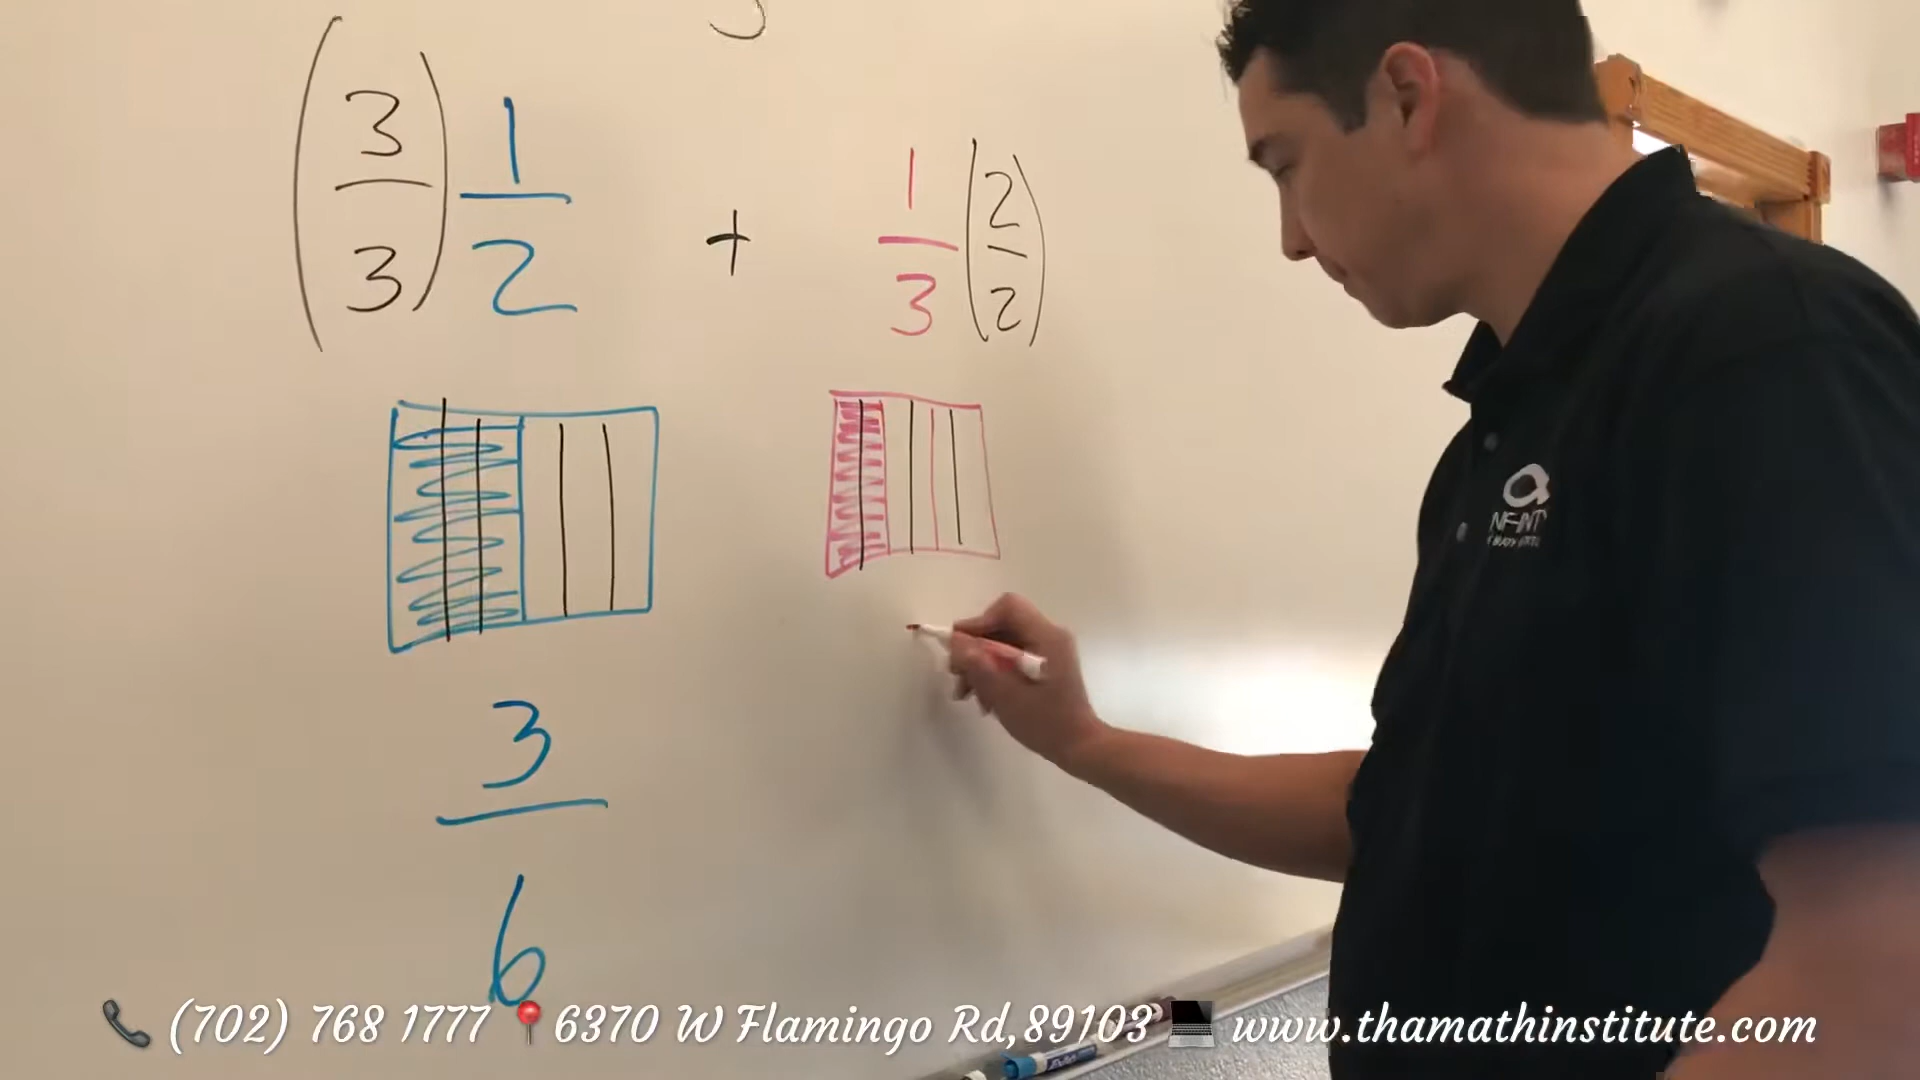 (3/3) 1/2 + 1/3 (2/2)
3/6
(702) 768 1777 6370 W Flamingo Rd,89103 www.thamathinstitute.com